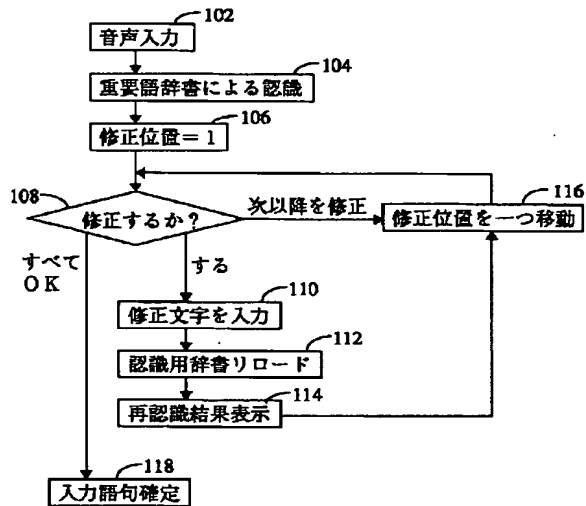 102
音声入力
104
重要語辞書による認識
106
修正位置＝1
108
修正するか？
次以降を修正
116
修正位置を一つ移動
すべて
ＯＫ
する
110
修正文字を入力
112
認識用辞書リロード
114
再認識結果表示
118
入力語句確定